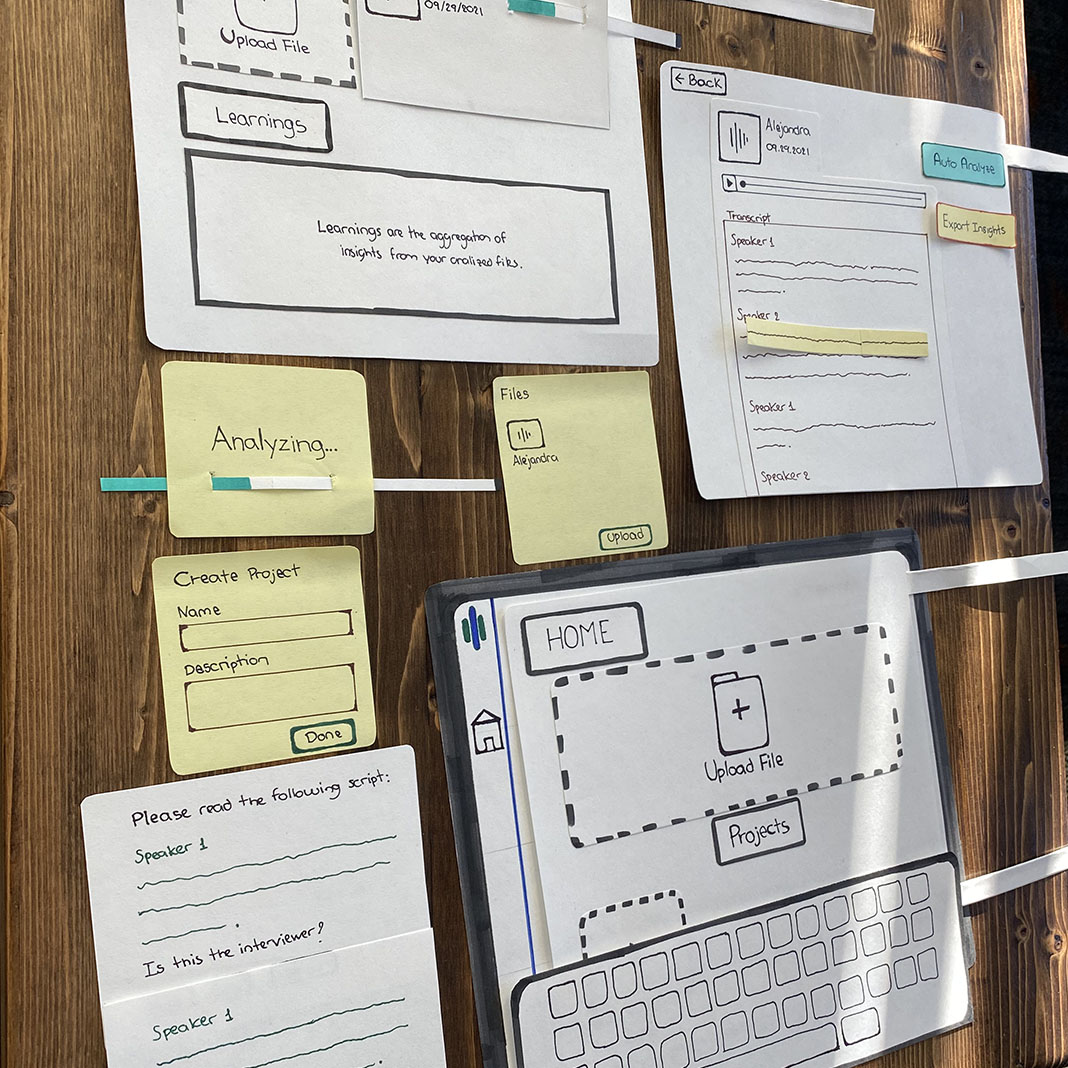 09/29/2021
Upload File
Learnings
Learnings are the aggregation of
insights from your analized files.
← Back
Alejandra
09.29.2021
Auto Analyze
Export Insights
Transcript
Speaker 1
Speaker 2
Speaker 1
Speaker 2
Analyzing...
Files
Alejandra
Upload
Create Project
Name
Description
Done
HOME
Upload File
Projects
Please read the following script:
Speaker 1
Is this the interviewer?
Speaker 1